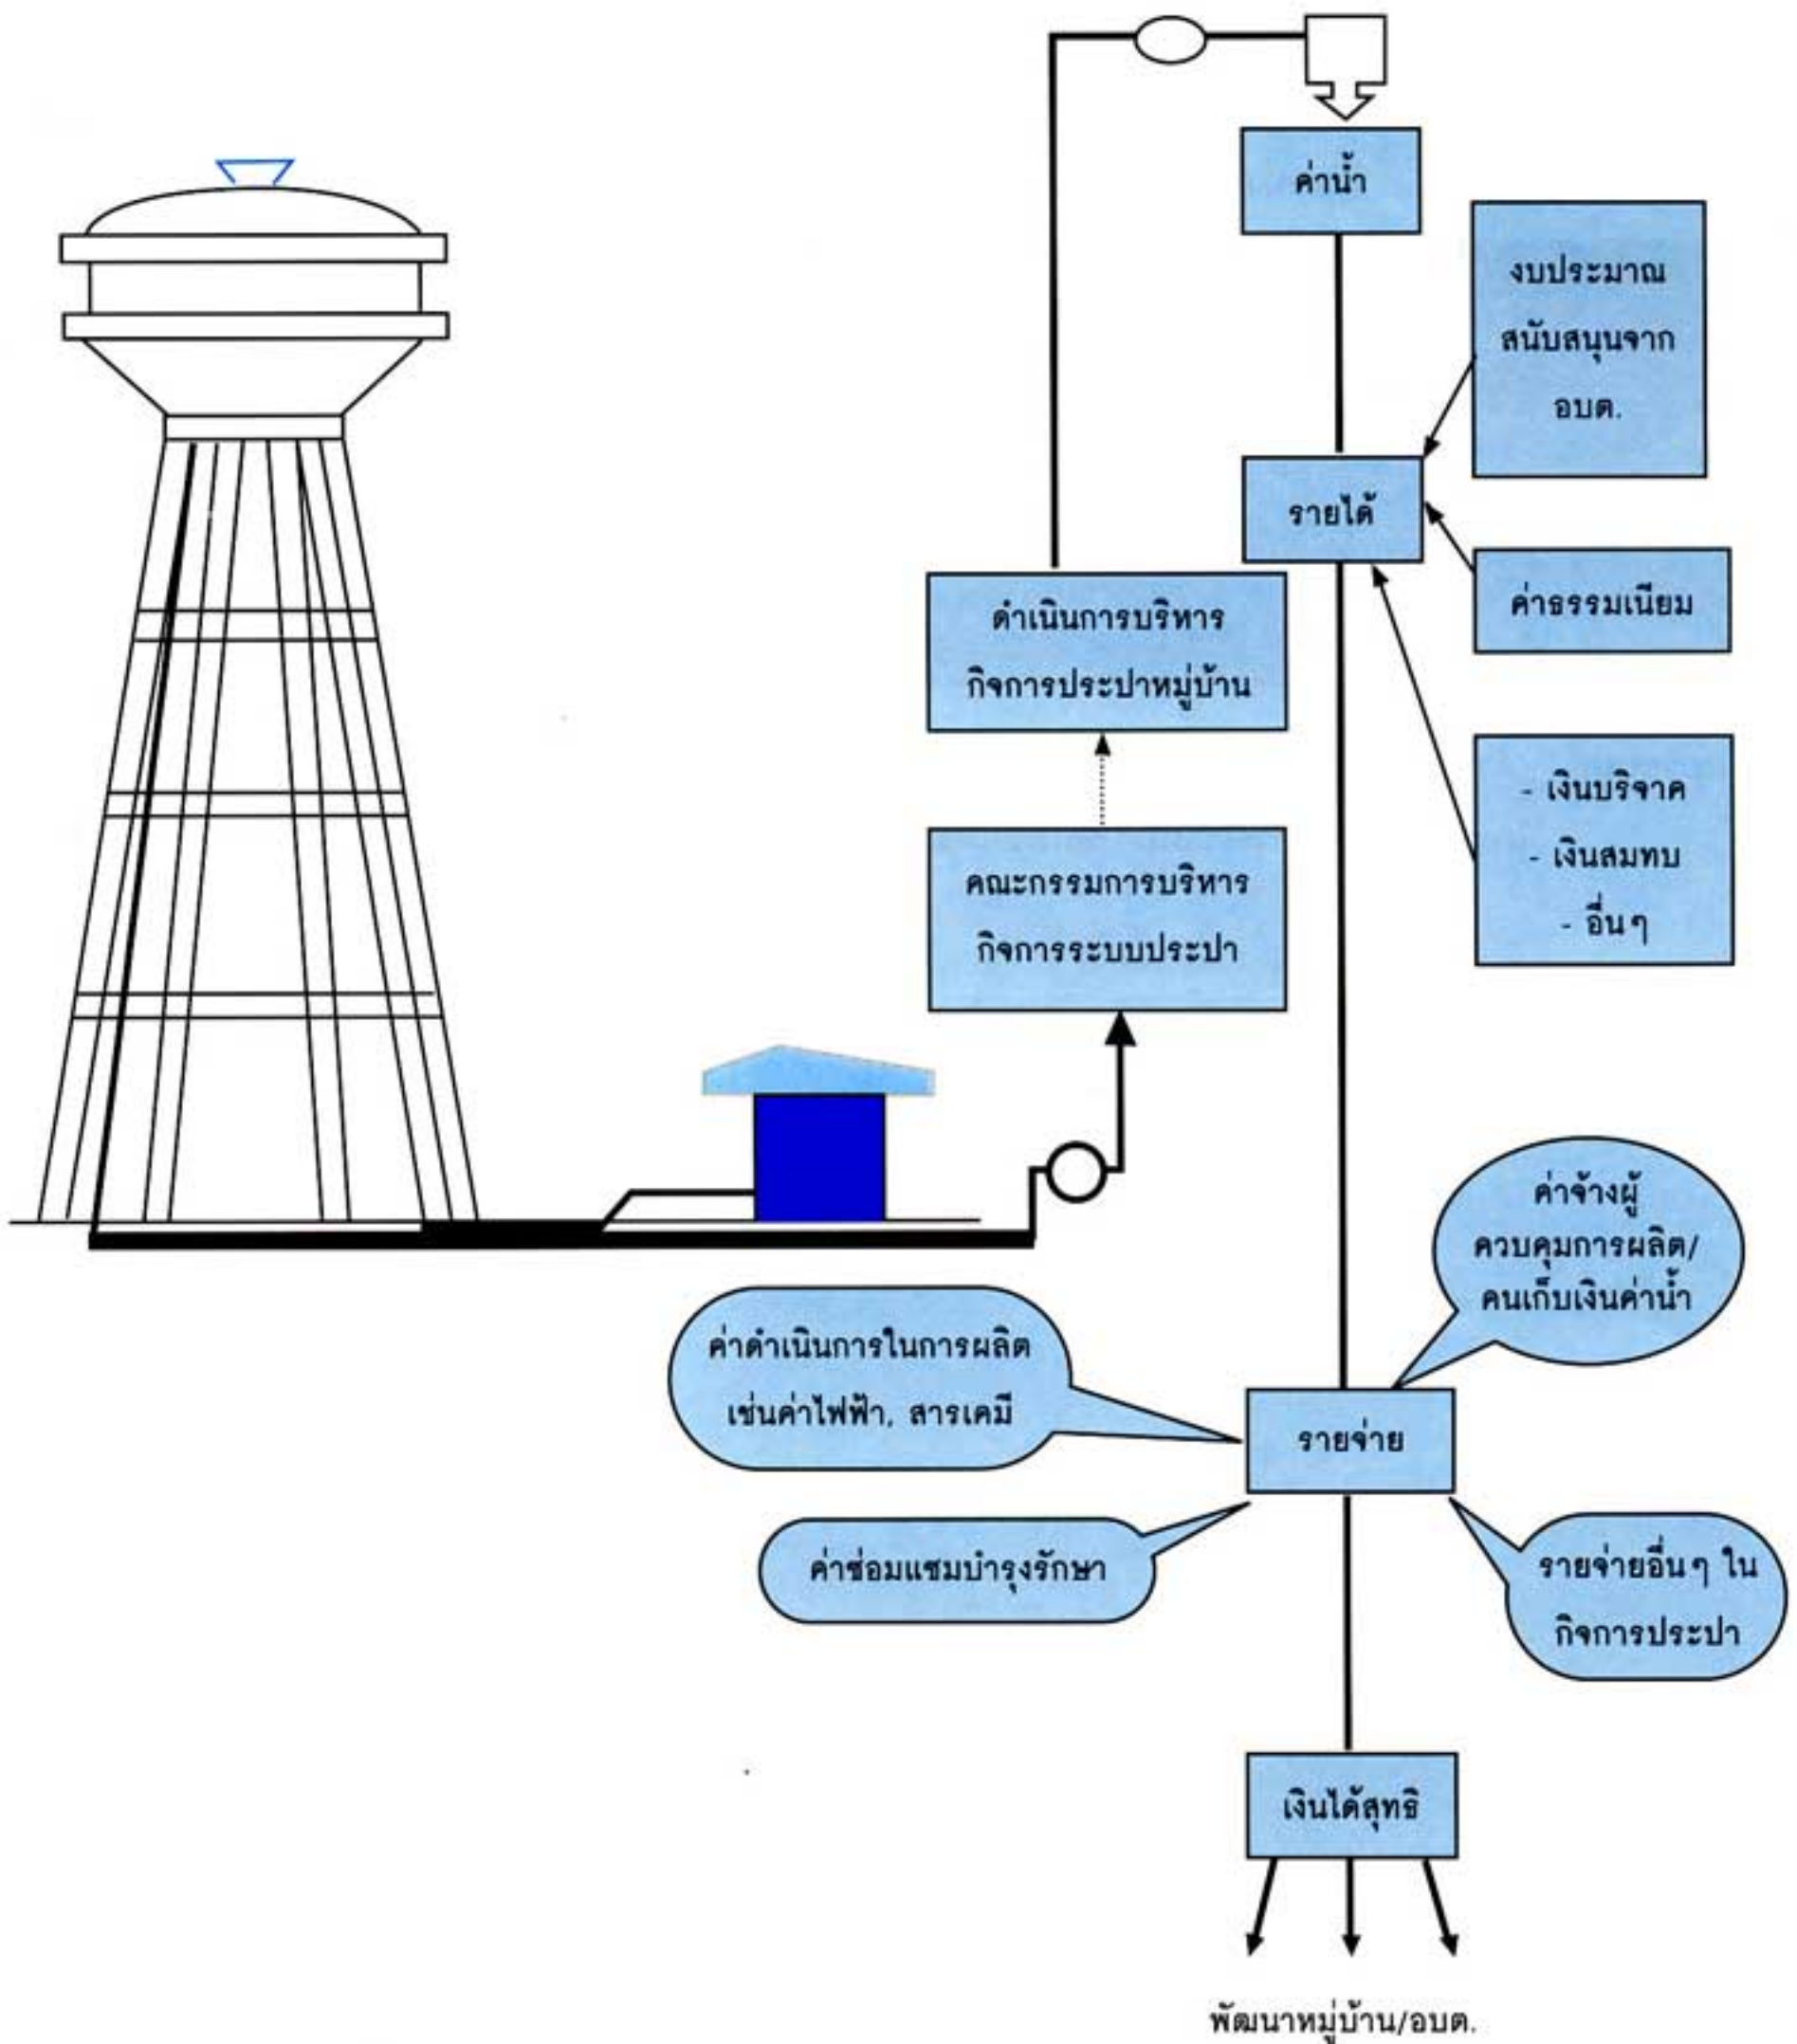 ค่าน้ำ
งบประมาณ
สนับสนุนจาก
อบต.
รายได้
ค่าธรรมเนียม
ดำเนินการบริหาร
กิจการประปาหมู่บ้าน
- เงินบริจาค
- เงินสมทบ
- อื่นๆ
คณะกรรมการบริหาร
กิจการระบบประปา
ค่าจ้างผู้
ควบคุมการผลิต/
คนเก็บเงินค่าน้ำ
ค่าดำเนินการในการผลิต
เช่นค่าไฟฟ้า, สารเคมี
รายจ่าย
ค่าซ่อมแซมบำรุงรักษา
รายจ่ายอื่นๆ ใน
กิจการประปา
เงินได้สุทธิ
พัฒนาหมู่บ้าน/อบต.